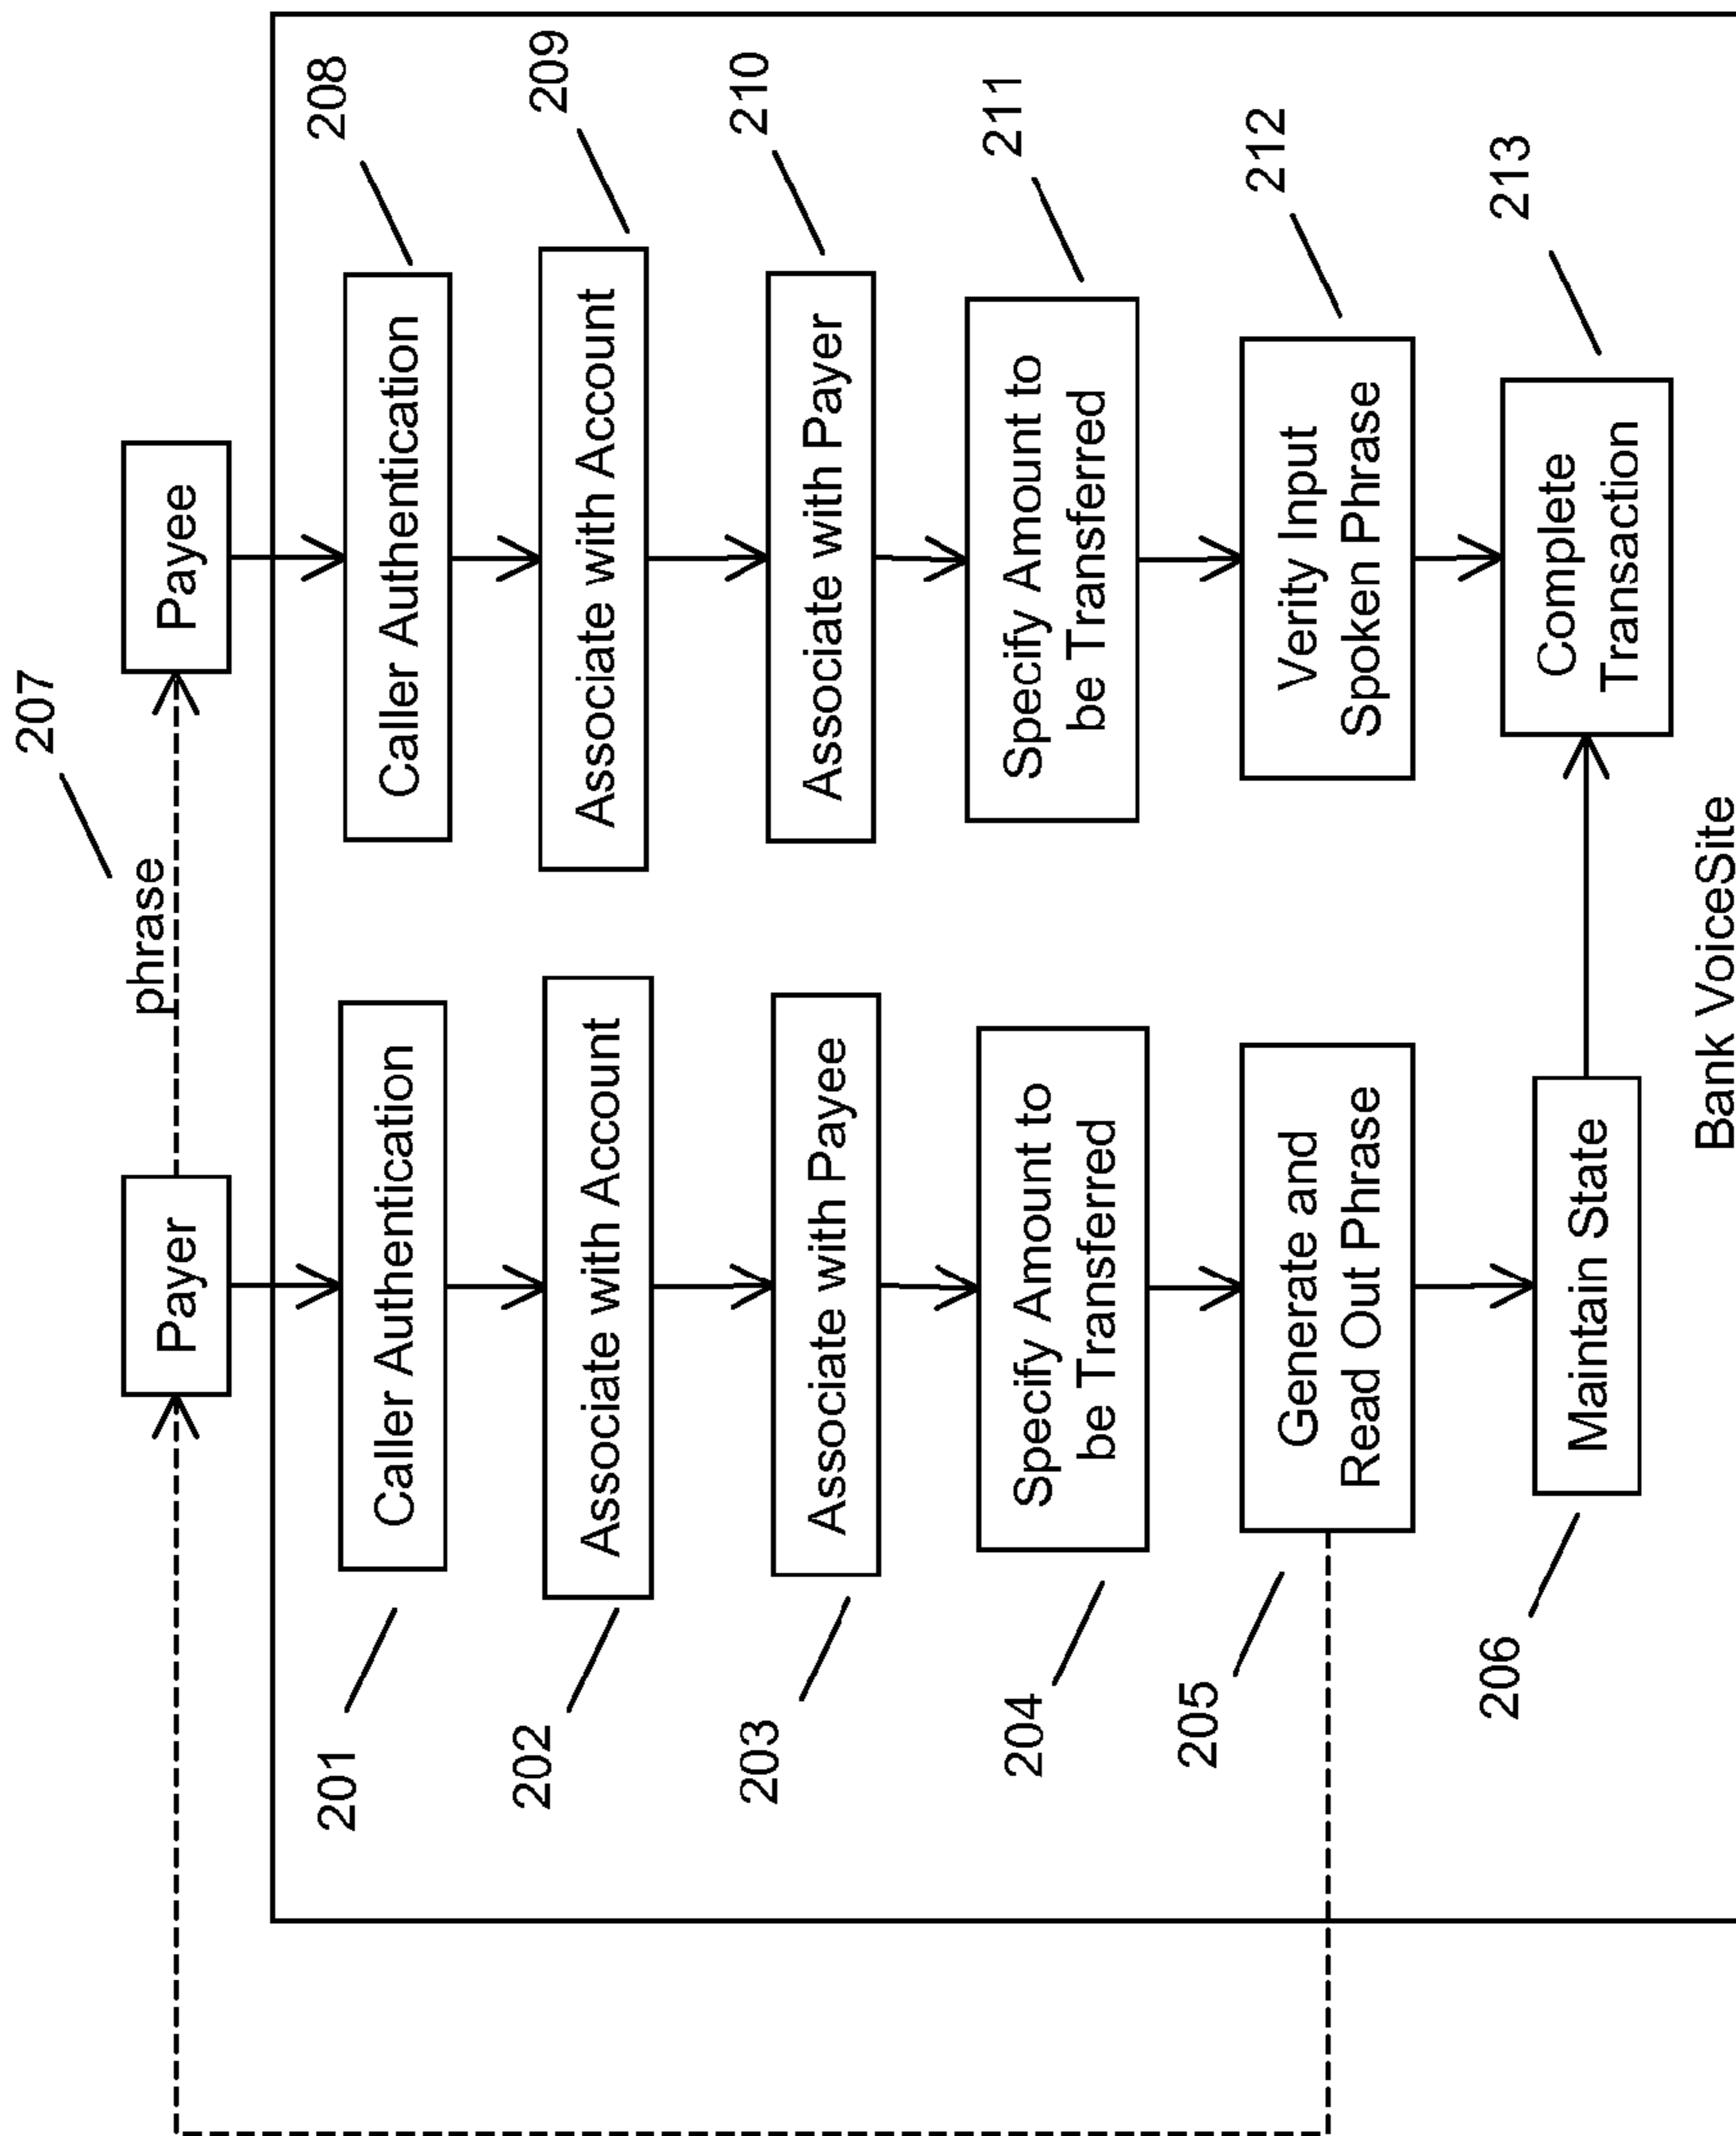 207
Payer
phrase
Payee
201
Caller Authentication
202
Associate with Account
203
Associate with Payee
204
Specify Amount to
be Transferred
205
Generate and
Read Out Phrase
206
Maintain State
208
Caller Authentication
209
Associate with Account
210
Associate with Payer
211
Specify Amount to
be Transferred
212
Verity Input
Spoken Phrase
213
Complete
Transaction
Bank VoiceSite